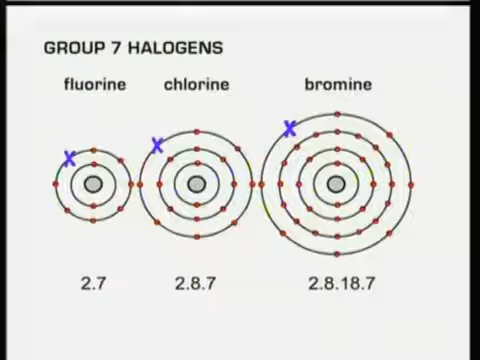 GROUP 7 HALOGENS
fluorine chlorine bromine
X X X
2.7 2.8.7 2.8.18.7